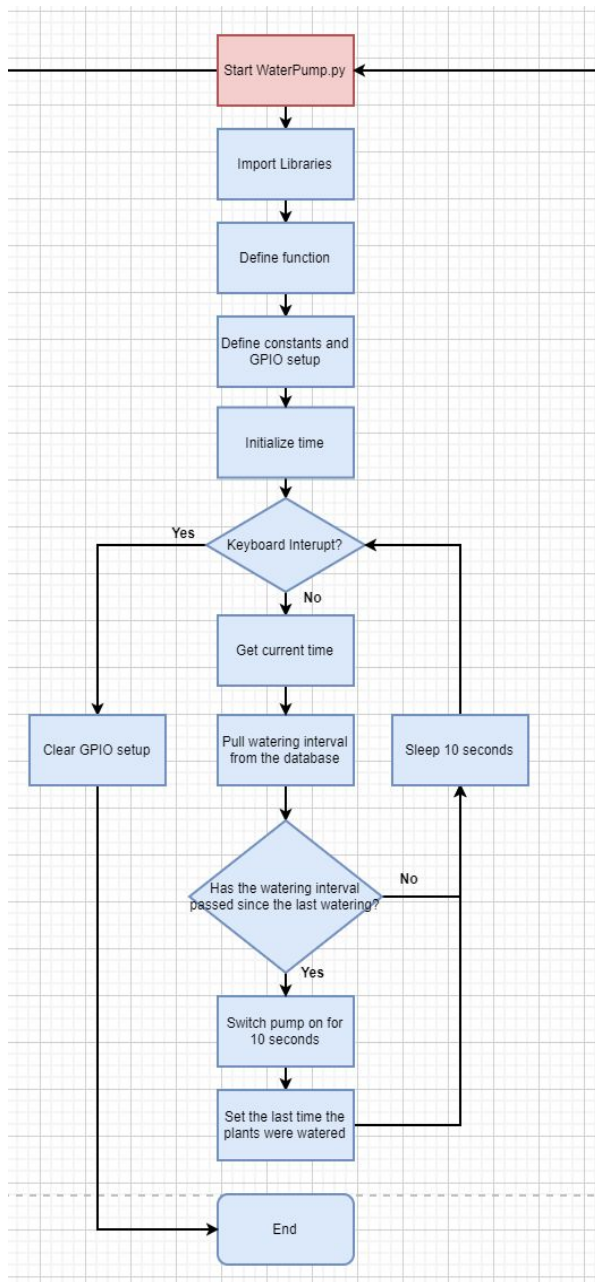 Start WaterPump.py
Import Libraries
Define function
Define constants and
GPIO setup
Initialize time
Yes
Keyboard Interupt?
No
Get current time
Clear GPIO setup
Pull watering interval
from the database
Sleep 10 seconds
Has the watering interval
passed since the last watering?
No
Yes
Switch pump on for
10 seconds
Set the last time the
plants were watered
End